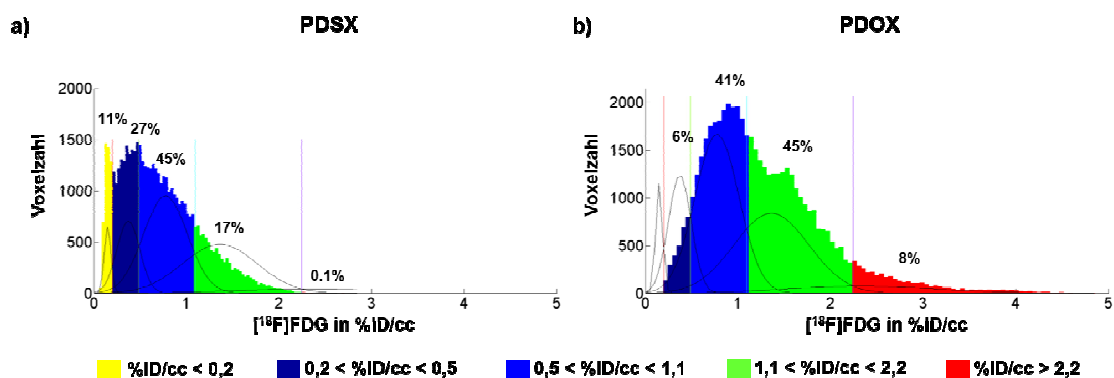 a) PDSX
b) PDOX
Voxelzahl
2000
1500
1000
500
0
11%
27%
45%
17%
0.1%
0 1 2 3 4 5
[¹⁸F]FDG in %ID/cc
Voxelzahl
2000
1500
1000
500
0
6%
41%
45%
8%
0 1 2 3 4 5
[¹⁸F]FDG in %ID/cc
%ID/cc < 0,2
0,2 < %ID/cc < 0,5
0,5 < %ID/cc < 1,1
1,1 < %ID/cc < 2,2
%ID/cc > 2,2